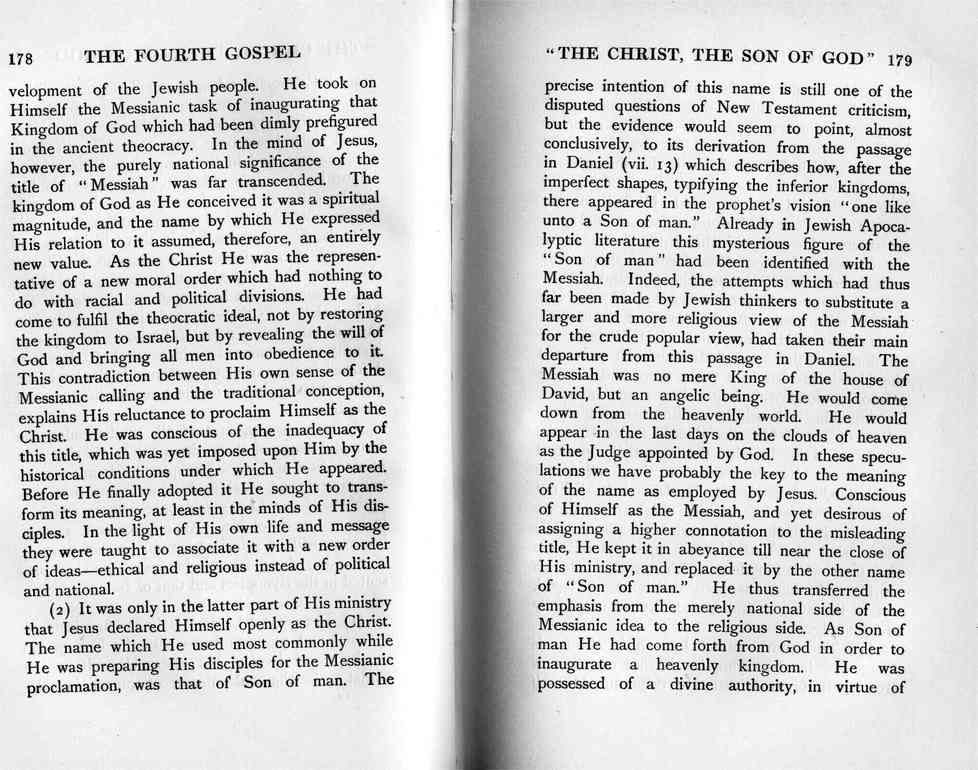 178 THE FOURTH GOSPEL
velopment of the Jewish people. He took on
Himself the Messianic task of inaugurating that
Kingdom of God which had been dimly prefigured
in the ancient theocracy. In the mind of Jesus,
however, the purely national significance of the
title of "Messiah" was far transcended. The
kingdom of God as He conceived it was a spiritual
magnitude, and the name by which He expressed
His relation to it assumed, therefore, an entirely
new value. As the Christ He was the represen-
tative of a new moral order which had nothing to
do with racial and political divisions. He had
come to fulfil the theocratic ideal, not by restoring
the kingdom to Israel, but by revealing the will of
God and bringing all men into obedience to it.
This contradiction between His own sense of the
Messianic calling and the traditional conception,
explains His reluctance to proclaim Himself as the
Christ. He was conscious of the inadequacy of
this title, which was yet imposed upon Him by the
historical conditions under which He appeared.
Before He finally adopted it He sought to trans-
form its meaning, at least in the minds of His dis-
ciples. In the light of His own life and message
they were taught to associate it with a new order
of ideas—ethical and religious instead of political
and national.
(2) It was only in the latter part of His ministry
that Jesus declared Himself openly as the Christ.
The name which He used most commonly while
He was preparing His disciples for the Messianic
proclamation, was that of Son of man. The
"THE CHRIST, THE SON OF GOD" 179
precise intention of this name is still one of the
disputed questions of New Testament criticism,
but the evidence would seem to point, almost
conclusively, to its derivation from the passage
in Daniel (vii. 13) which describes how, after the
imperfect shapes, typifying the inferior kingdoms,
there appeared in the prophet's vision "one like
unto a Son of man." Already in Jewish Apoca-
lyptic literature this mysterious figure of the
"Son of man" had been identified with the
Messiah. Indeed, the attempts which had thus
far been made by Jewish thinkers to substitute a
larger and more religious view of the Messiah
for the crude popular view, had taken their main
departure from this passage in Daniel. The
Messiah was no mere King of the house of
David, but an angelic being. He would come
down from the heavenly world. He would
appear in the last days on the clouds of heaven
as the Judge appointed by God. In these specu-
lations we have probably the key to the meaning
of the name as employed by Jesus. Conscious
of Himself as the Messiah, and yet desirous of
assigning a higher connotation to the misleading
title, He kept it in abeyance till near the close of
His ministry, and replaced it by the other name
of "Son of man." He thus transferred the
emphasis from the merely national side of the
Messianic idea to the religious side. As Son of
man He had come forth from God in order to
inaugurate a heavenly kingdom. He was
possessed of a divine authority, in virtue of